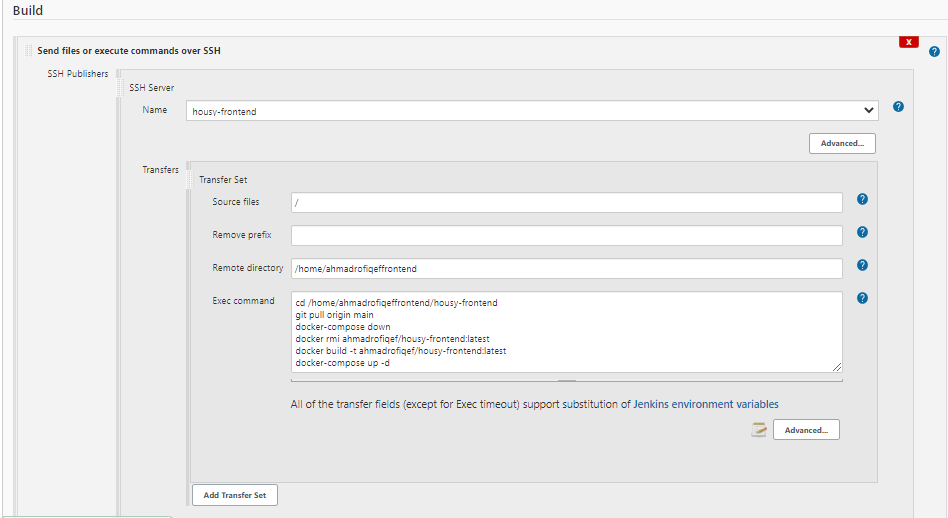 Build
Send files or execute commands over SSH
X
?
SSH Publishers
SSH Server
Name
housy-frontend
?
Advanced...
Transfers
Transfer Set
Source files
/
?
Remove prefix
?
Remote directory
/home/ahmadrofiqeffrontend
?
Exec command
cd /home/ahmadrofiqeffrontend/housy-frontend
git pull origin main
docker-compose down
docker rmi ahmadrofiqef/housy-frontend:latest
docker build -t ahmadrofiqef/housy-frontend:latest
docker-compose up -d
?
All of the transfer fields (except for Exec timeout) support substitution of Jenkins environment variables
Advanced...
Add Transfer Set